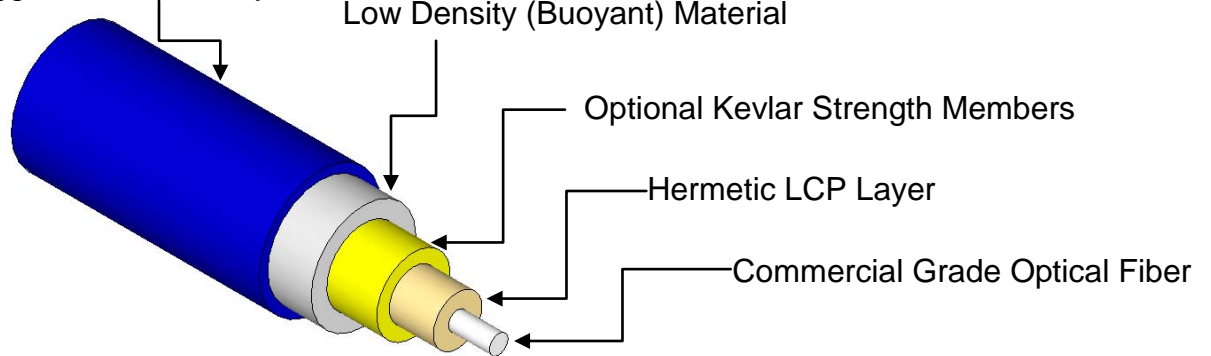 Low Density (Buoyant) Material
Optional Kevlar Strength Members
Hermetic LCP Layer
Commercial Grade Optical Fiber